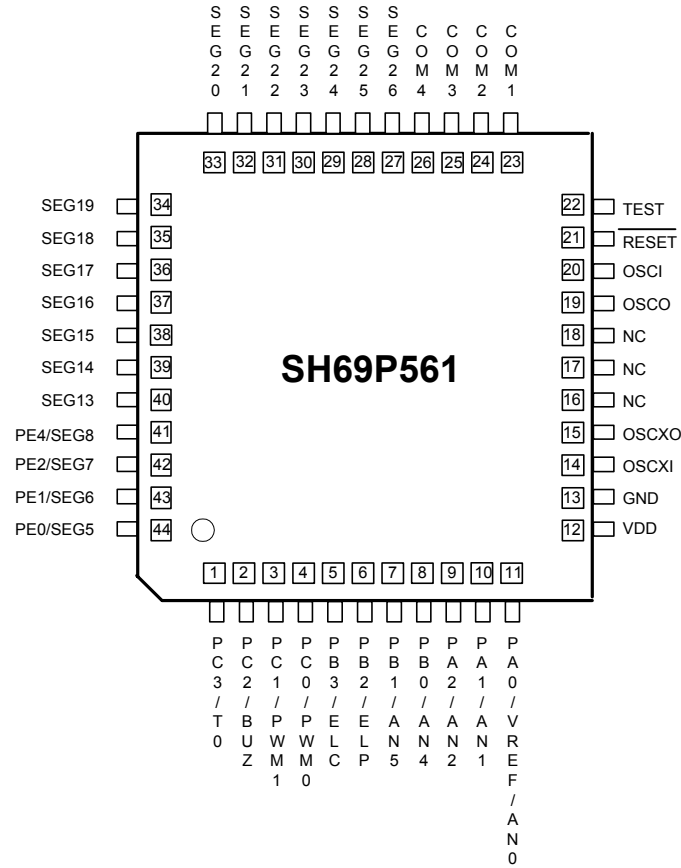 SEG20 SEG21 SEG22 SEG23 SEG24 SEG25 SEG26 COM4 COM3 COM2 COM1
33 32 31 30 29 28 27 26 25 24 23
SEG19 34 22 TEST
SEG18 35 21 RESET
SEG17 36 20 OSCI
SEG16 37 19 OSCO
SEG15 38 18 NC
SEG14 39 17 NC
SH69P561
SEG13 40 16 NC
PE4/SEG8 41 15 OSCXO
PE2/SEG7 42 14 OSCXI
PE1/SEG6 43 13 GND
PE0/SEG5 44 12 VDD
1 2 3 4 5 6 7 8 9 10 11
PC3/T0 PC2/BUZ PC1/PWM1 PC0/PWM0 PB3/ELC PB2/ELP PB1/AN5 PB0/AN4 PA2/AN2 PA1/AN1 PA0/VREF/AN0